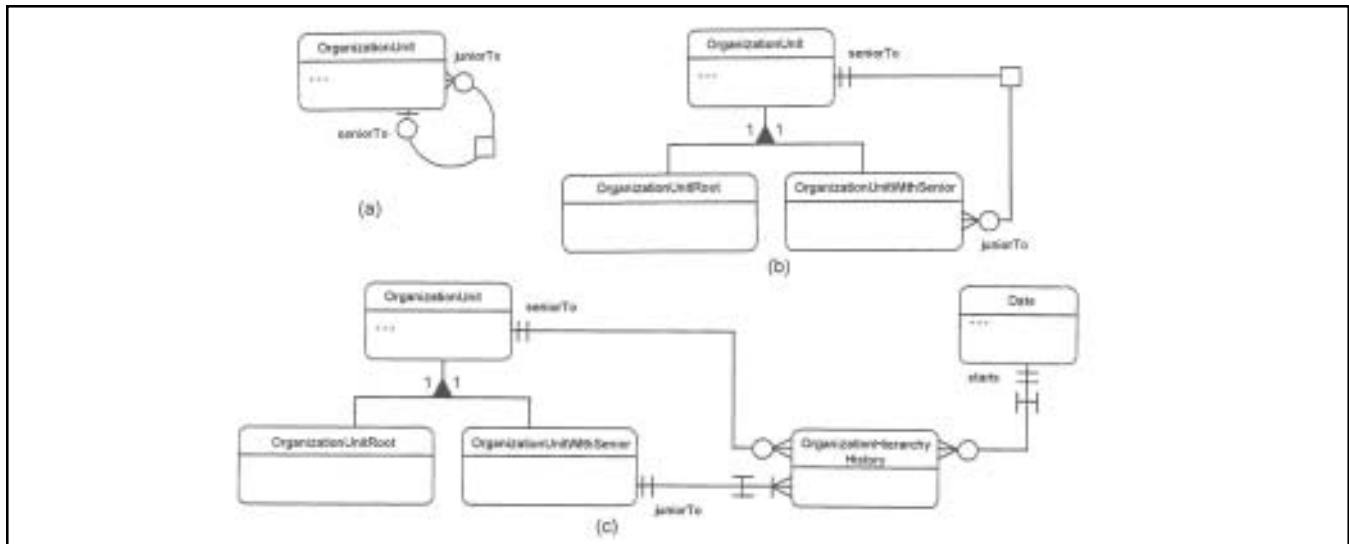 OrganizationUnit
juniorTo
...
seniorTo
(a)
OrganizationUnit
seniorTo
...
1 1
OrganizationUnitRoot
OrganizationUnitWithSenior
juniorTo
(b)
OrganizationUnit
seniorTo
...
1 1
OrganizationUnitRoot
OrganizationUnitWithSenior
juniorTo
Date
...
starts
OrganizationHierarchy
History
(c)